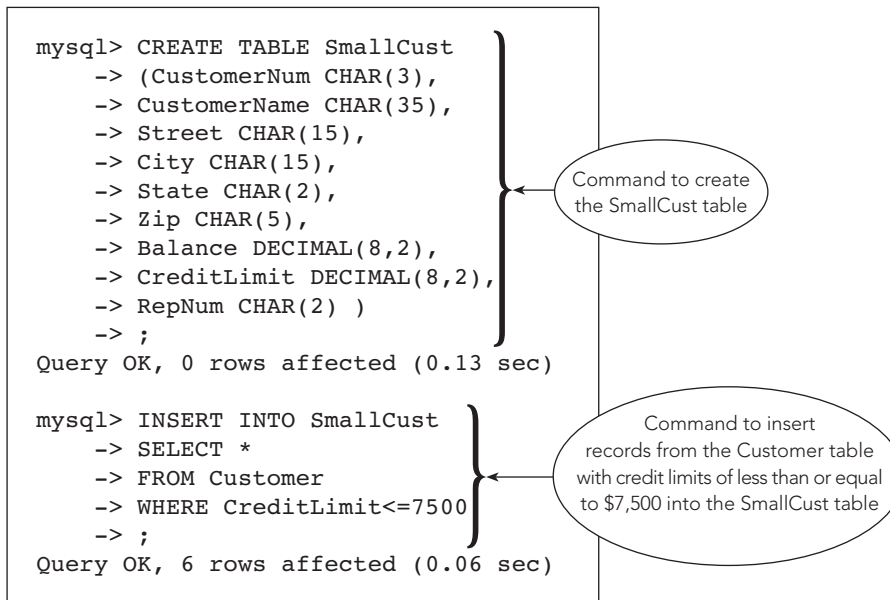 mysql> CREATE TABLE SmallCust
-> (CustomerNum CHAR(3),
-> CustomerName CHAR(35),
-> Street CHAR(15),
-> City CHAR(15),
-> State CHAR(2),
-> Zip CHAR(5),
-> Balance DECIMAL(8,2),
-> CreditLimit DECIMAL(8,2),
-> RepNum CHAR(2) )
-> ;
Query OK, 0 rows affected (0.13 sec)
Command to create
the SmallCust table
mysql> INSERT INTO SmallCust
-> SELECT *
-> FROM Customer
-> WHERE CreditLimit<=7500
-> ;
Query OK, 6 rows affected (0.06 sec)
Command to insert
records from the Customer table
with credit limits of less than or equal
to $7,500 into the SmallCust table